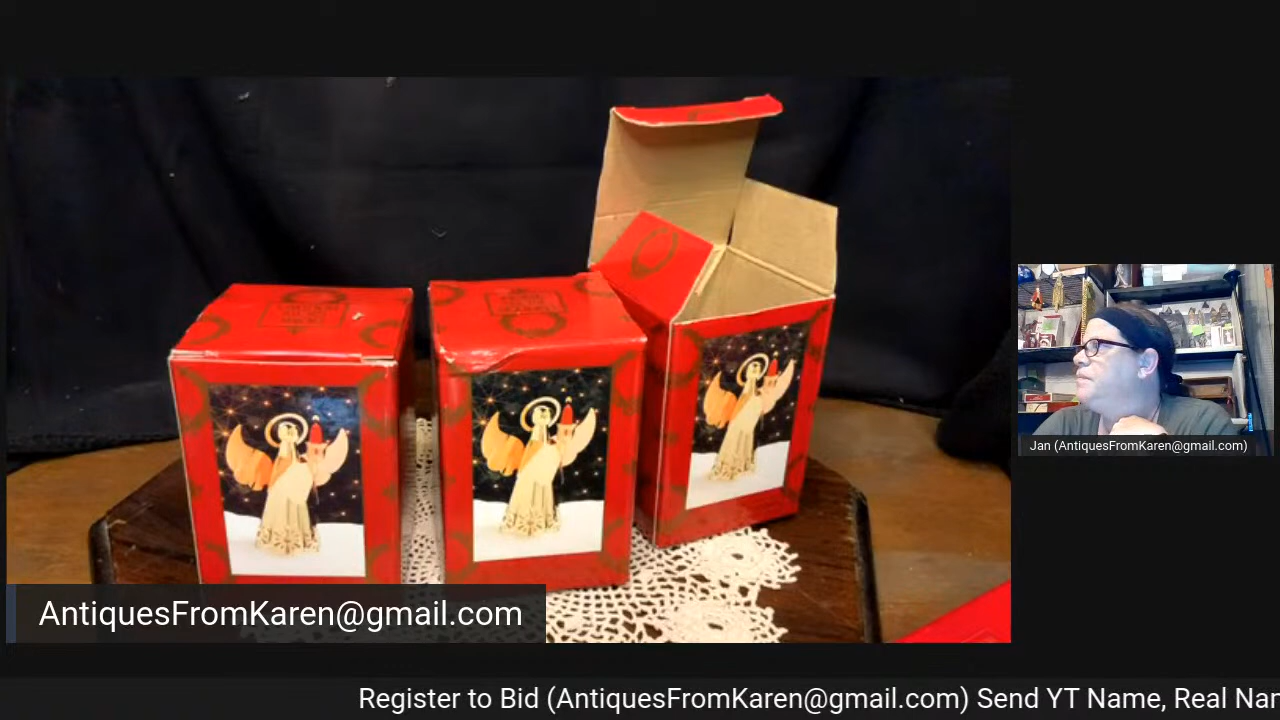 Jan (AntiquesFromKaren@gmail.com)
AntiquesFromKaren@gmail.com
Register to Bid (AntiquesFromKaren@gmail.com) Send YT Name, Real Nar